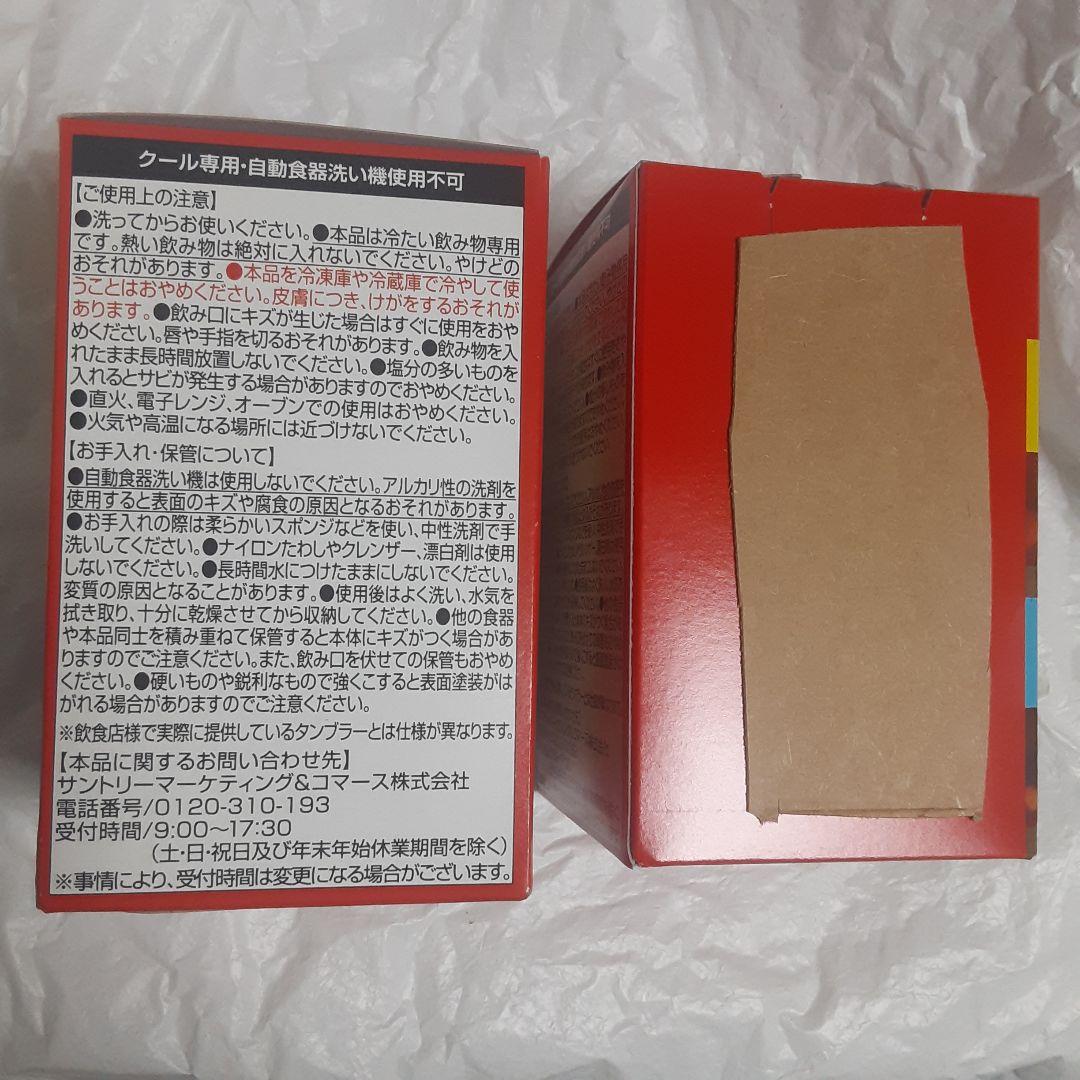 クール専用・自動食器洗い機使用不可
【ご使用上の注意】
●洗ってからお使いください。●本品は冷たい飲み物専用
です。熱い飲み物は絶対に入れないでください。やけどの
おそれがあります。●本品を冷凍庫や冷蔵庫で冷やして使
うことはおやめください。皮膚につき、けがをするおそれが
あります。●飲み口にキズが生じた場合はすぐに使用をおや
めください。唇や手指を切るおそれがあります。●飲み物を入
れたまま長時間放置しないでください。●塩分の多いものを
入れるとサビが発生する場合がありますのでおやめください。
●直火、電子レンジ、オーブンでの使用はおやめください。
●火気や高温になる場所には近づけないでください。
【お手入れ・保管について】
●自動食器洗い機は使用しないでください。アルカリ性の洗剤を
使用すると表面のキズや腐食の原因となるおそれがあります。
●お手入れの際は柔らかいスポンジなどを使い、中性洗剤で手
洗いしてください。●ナイロンたわしやクレンザー、漂白剤は使用
しないでください。●長時間水につけたままにしないでください。
変質の原因となることがあります。●使用後はよく洗い、水気を
拭き取り、十分に乾燥させてから収納してください。●他の食器
や本品同士を積み重ねて保管すると本体にキズがつく場合があ
りますのでご注意ください。また、飲み口を伏せての保管もおやめ
ください。●硬いものや鋭利なもので強くこすると表面塗装がは
がれる場合がありますのでご注意ください。
※飲食店様で実際に提供しているタンブラーとは仕様が異なります。
【本品に関するお問い合わせ先】
サントリーマーケティング&コマース株式会社
電話番号/0120-310-193
受付時間/9:00〜17:30
(土・日・祝日及び年末年始休業期間を除く)
※事情により、受付時間は変更になる場合がございます。